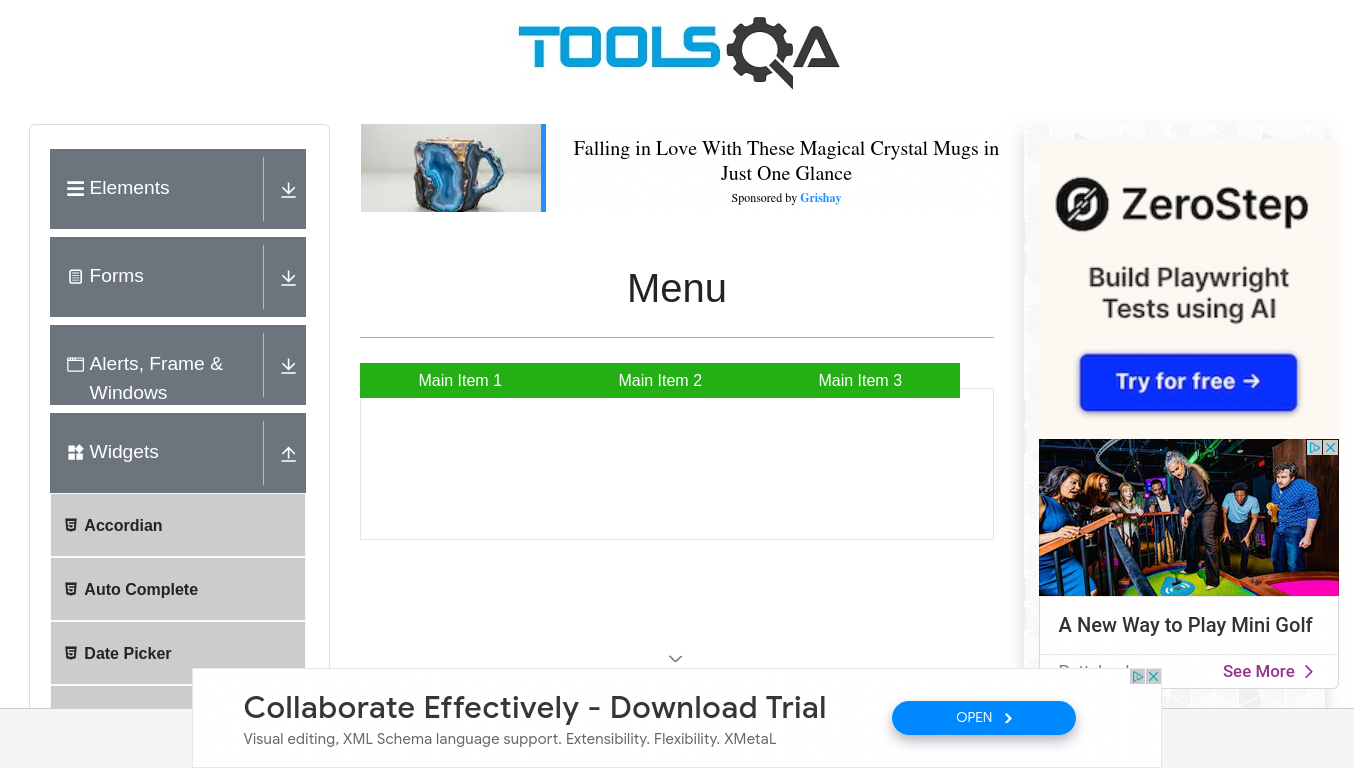 TOOLSQA
Elements
Forms
Alerts, Frame &
Windows
Widgets
Accordian
Auto Complete
Date Picker
Falling in Love With These Magical Crystal Mugs in
Just One Glance
Sponsored by Grishay
Menu
Main Item 1
Main Item 2
Main Item 3
ZeroStep
Build Playwright
Tests using AI
Try for free →
A New Way to Play Mini Golf
See More
Collaborate Effectively - Download Trial
Visual editing, XML Schema language support. Extensibility. Flexibility. XMetaL
OPEN